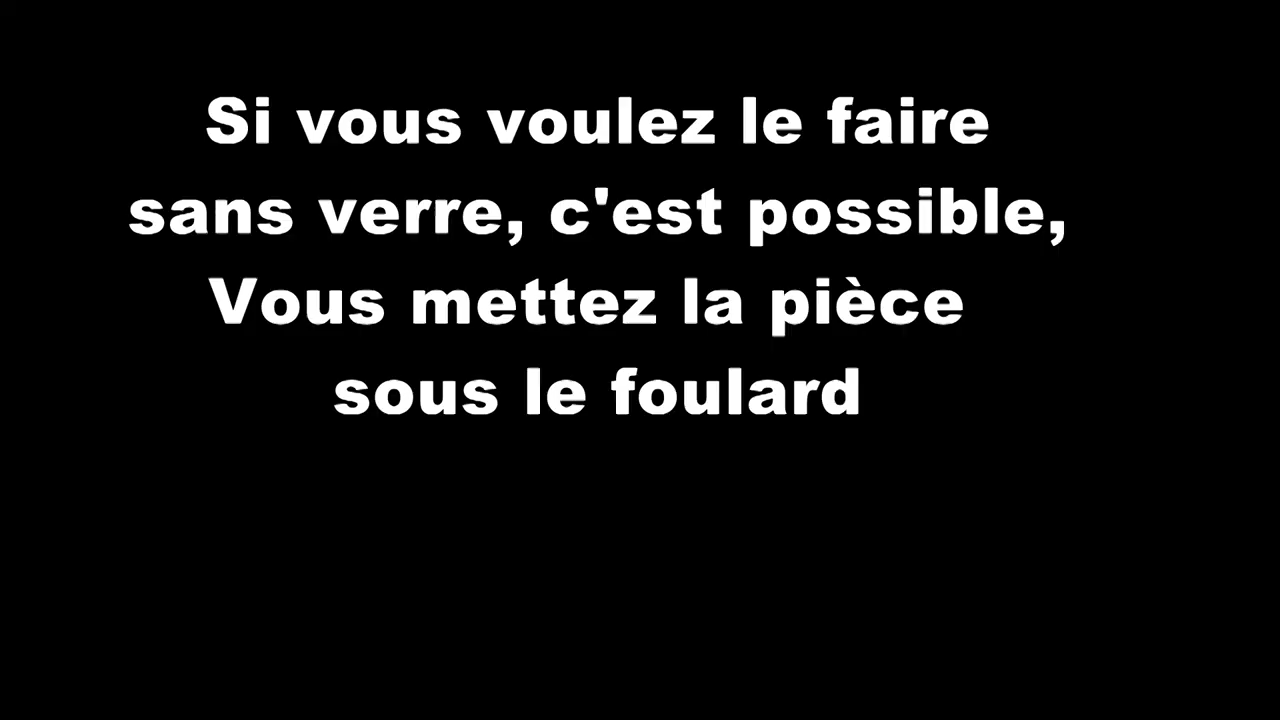 Si vous voulez le faire
sans verre, c'est possible,
Vous mettez la pièce
sous le foulard